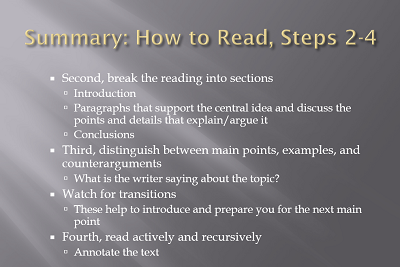 Summary: How to Read, Steps 2-4
Second, break the reading into sections
Introduction
Paragraphs that support the central idea and discuss the
points and details that explain/argue it
Conclusions
Third, distinguish between main points, examples, and
counterarguments
What is the writer saying about the topic?
Watch for transitions
These help to introduce and prepare you for the next main
point
Fourth, read actively and recursively
Annotate the text